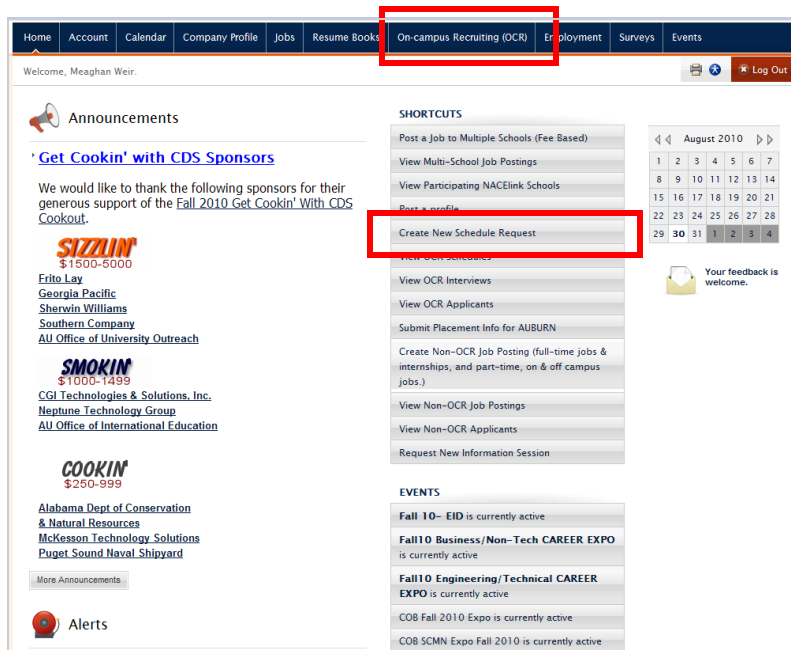 Home Account Calendar Company Profile Jobs Resume Books On-campus Recruiting (OCR) Employment Surveys Events
Welcome, Meaghan Weir.
Log Out
Announcements
Get Cookin' with CDS Sponsors
We would like to thank the following sponsors for their
generous support of the Fall 2010 Get Cookin' With CDS
Cookout.
SIZZLIN'
$1500-5000
Frito Lay
Georgia Pacific
Sherwin Williams
Southern Company
AU Office of University Outreach
SMOKIN'
$1000-1499
CGI Technologies & Solutions, Inc.
Neptune Technology Group
AU Office of International Education
COOKIN'
$250-999
Alabama Dept of Conservation
& Natural Resources
McKesson Technology Solutions
Puget Sound Naval Shipyard
More Announcements
Alerts
SHORTCUTS
Post a Job to Multiple Schools (Fee Based)
View Multi-School Job Postings
View Participating NACElink Schools
Post a profile
Create New Schedule Request
View OCR Schedules
View OCR Interviews
View OCR Applicants
Submit Placement Info for AUBURN
Create Non-OCR Job Posting (full-time jobs &
internships, and part-time, on & off campus
jobs.)
View Non-OCR Job Postings
View Non-OCR Applicants
Request New Information Session
EVENTS
Fall 10- EID is currently active
Fall10 Business/Non-Tech CAREER EXPO
is currently active
Fall10 Engineering/Technical CAREER
EXPO is currently active
COB Fall 2010 Expo is currently active
COB SCMN Expo Fall 2010 is currently active
August 2010
1 2 3 4 5 6 7
8 9 10 11 12 13 14
15 16 17 18 19 20 21
22 23 24 25 26 27 28
29 30 31 1 2 3 4
Your feedback is
welcome.